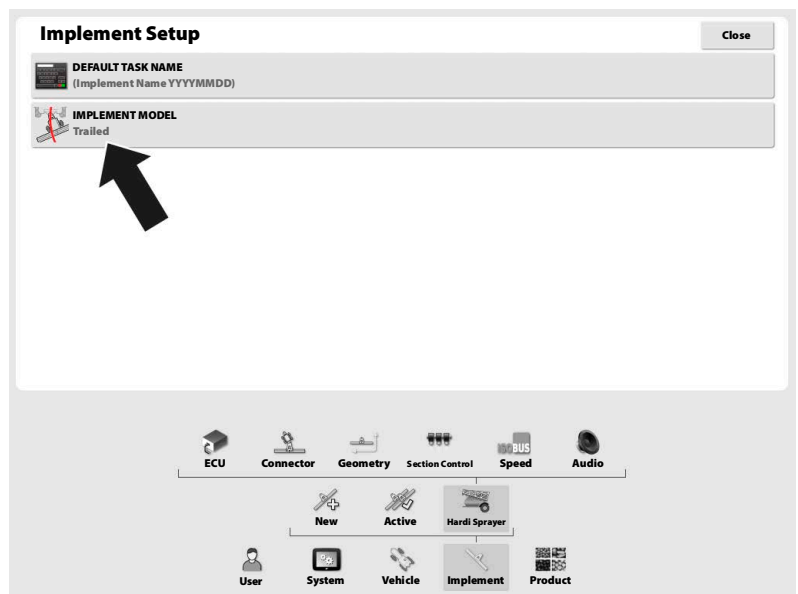 Implement Setup
Close
DEFAULT TASK NAME
(Implement Name YYYYMMDD)
IMPLEMENT MODEL
Trailed
ISOBUS
ECU Connector Geometry Section Control Speed Audio
New Active Hardi Sprayer
User System Vehicle Implement Product